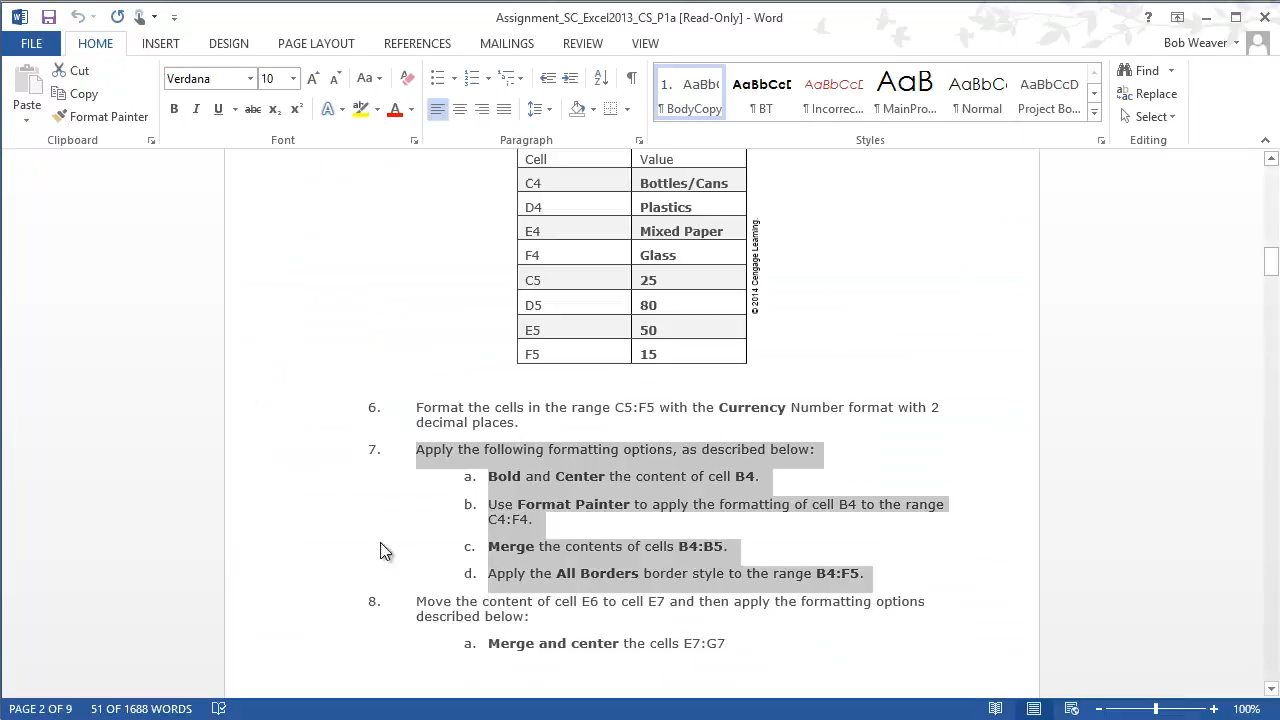 Assignment_SC_Excel2013_CS_P1a [Read-Only] - Word
FILE HOME INSERT DESIGN PAGE LAYOUT REFERENCES MAILINGS REVIEW VIEW Bob Weaver
Paste
Cut
Copy
Format Painter
Clipboard
Verdana 10
Font
Paragraph
1. AaBb( AaBbCcI AaBbCc AaB AaBbC AaBbCc
¶ BodyCopy ¶ BT ¶ Incorrec... ¶ MainPro... ¶ Normal Project Bo...
Styles
Find
Replace
Select
Editing
Cell Value
C4 Bottles/Cans
D4 Plastics
E4 Mixed Paper
F4 Glass
C5 25
D5 80
E5 50
F5 15
© 2014 Cengage Learning.
6. Format the cells in the range C5:F5 with the Currency Number format with 2
decimal places.
7. Apply the following formatting options, as described below:
a. Bold and Center the content of cell B4.
b. Use Format Painter to apply the formatting of cell B4 to the range
C4:F4.
c. Merge the contents of cells B4:B5.
d. Apply the All Borders border style to the range B4:F5.
8. Move the content of cell E6 to cell E7 and then apply the formatting options
described below:
a. Merge and center the cells E7:G7
PAGE 2 OF 9 51 OF 1688 WORDS 100%